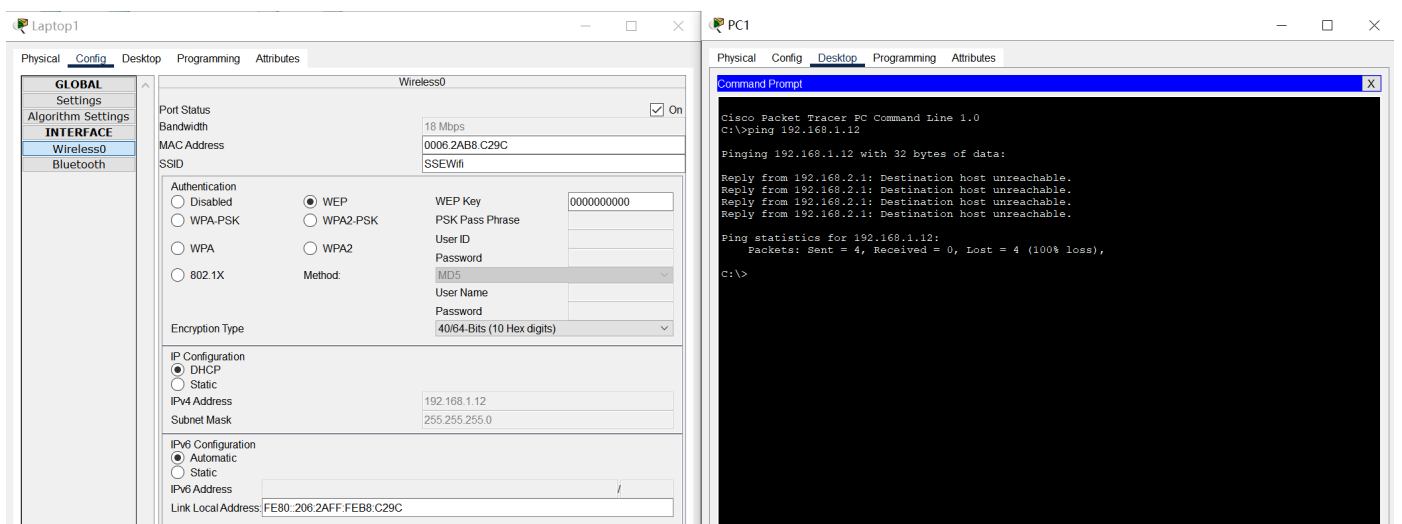 Laptop1
Physical Config Desktop Programming Attributes
GLOBAL
Settings
Algorithm Settings
INTERFACE
Wireless0
Bluetooth
Wireless0
Port Status On
Bandwidth 18 Mbps
MAC Address 0006.2AB8.C29C
SSID SSEWifi
Authentication
Disabled WEP WEP Key 0000000000
WPA-PSK WPA2-PSK PSK Pass Phrase
User ID
WPA WPA2
Password
802.1X Method: MD5
User Name
Password
Encryption Type 40/64-Bits (10 Hex digits)
IP Configuration
DHCP
Static
IPv4 Address 192.168.1.12
Subnet Mask 255.255.255.0
IPv6 Configuration
Automatic
Static
IPv6 Address /
Link Local Address: FE80::206:2AFF:FEB8:C29C
PC1
Physical Config Desktop Programming Attributes
Command Prompt X
Cisco Packet Tracer PC Command Line 1.0
C:\>ping 192.168.1.12
Pinging 192.168.1.12 with 32 bytes of data:
Reply from 192.168.2.1: Destination host unreachable.
Reply from 192.168.2.1: Destination host unreachable.
Reply from 192.168.2.1: Destination host unreachable.
Reply from 192.168.2.1: Destination host unreachable.
Ping statistics for 192.168.1.12:
Packets: Sent = 4, Received = 0, Lost = 4 (100% loss),
C:\>